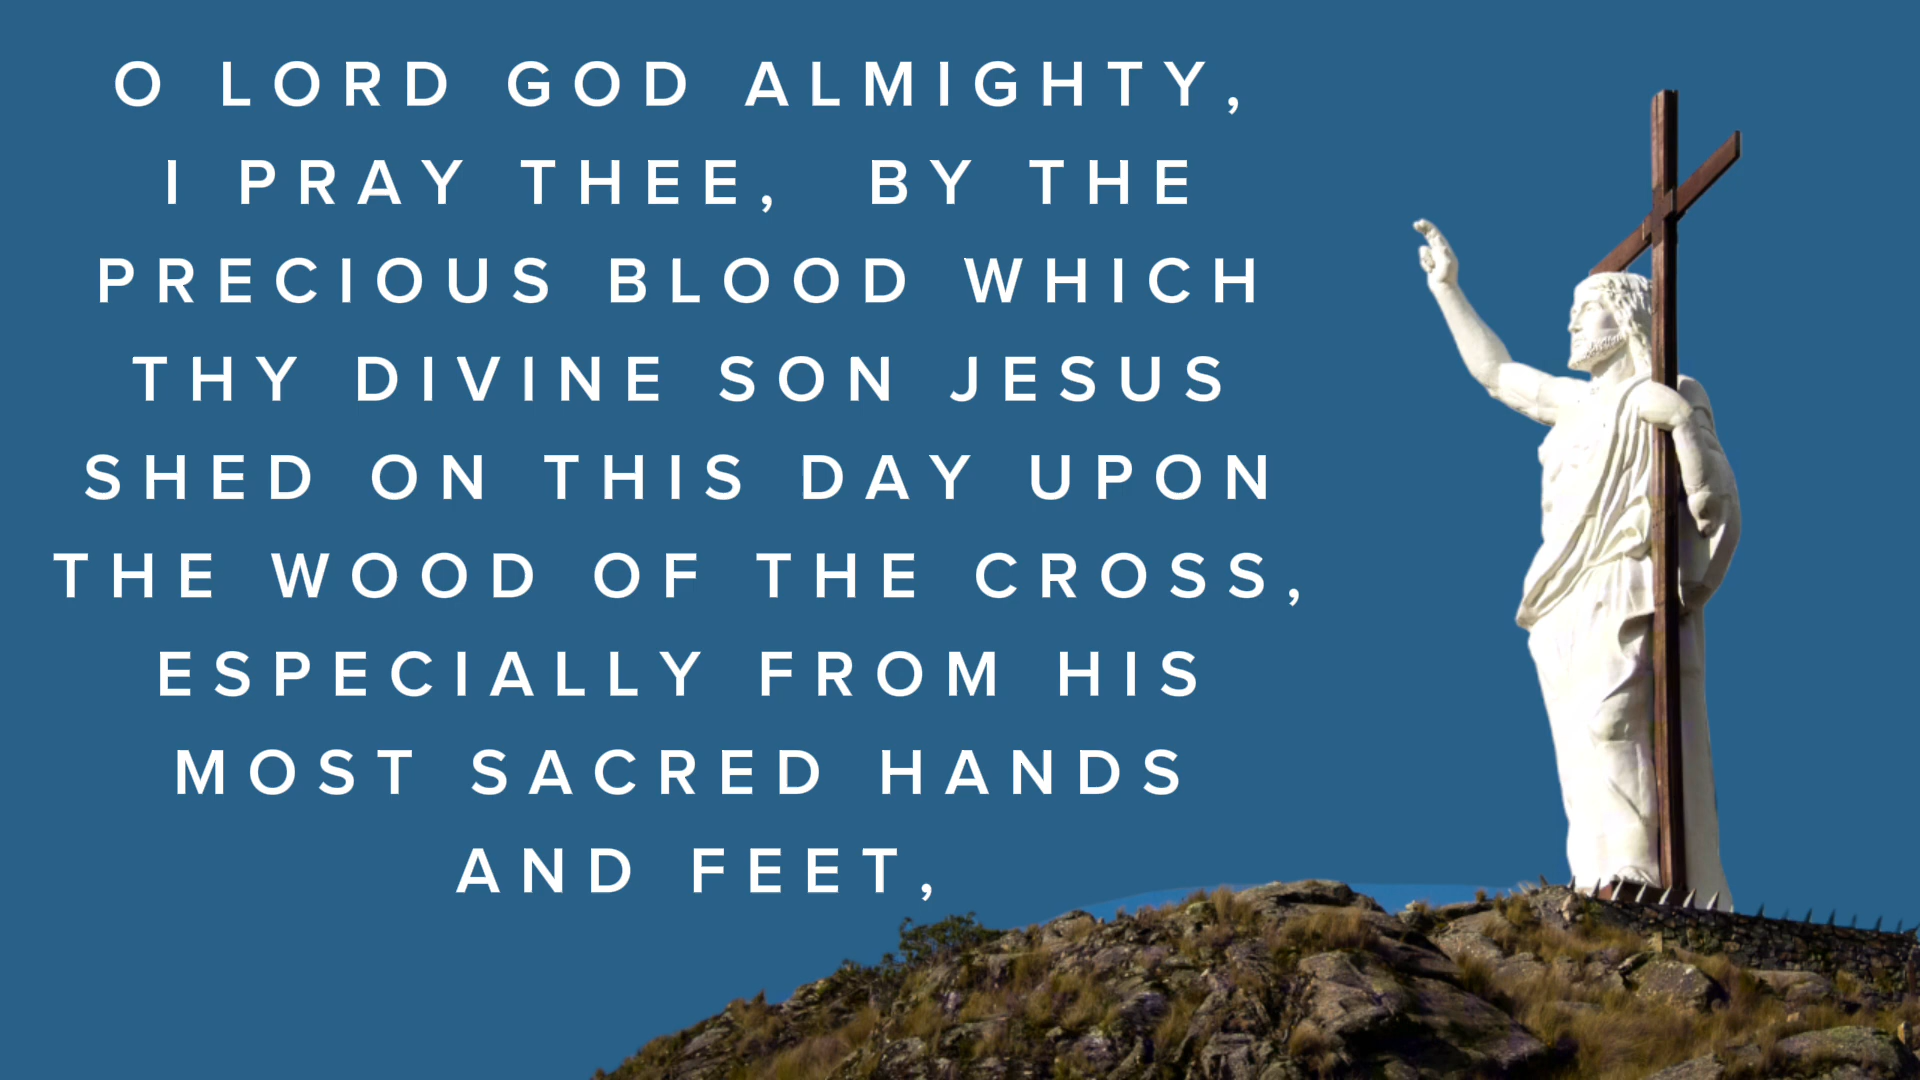 O LORD GOD ALMIGHTY,
I PRAY THEE, BY THE
PRECIOUS BLOOD WHICH
THY DIVINE SON JESUS
SHED ON THIS DAY UPON
THE WOOD OF THE CROSS,
ESPECIALLY FROM HIS
MOST SACRED HANDS
AND FEET,